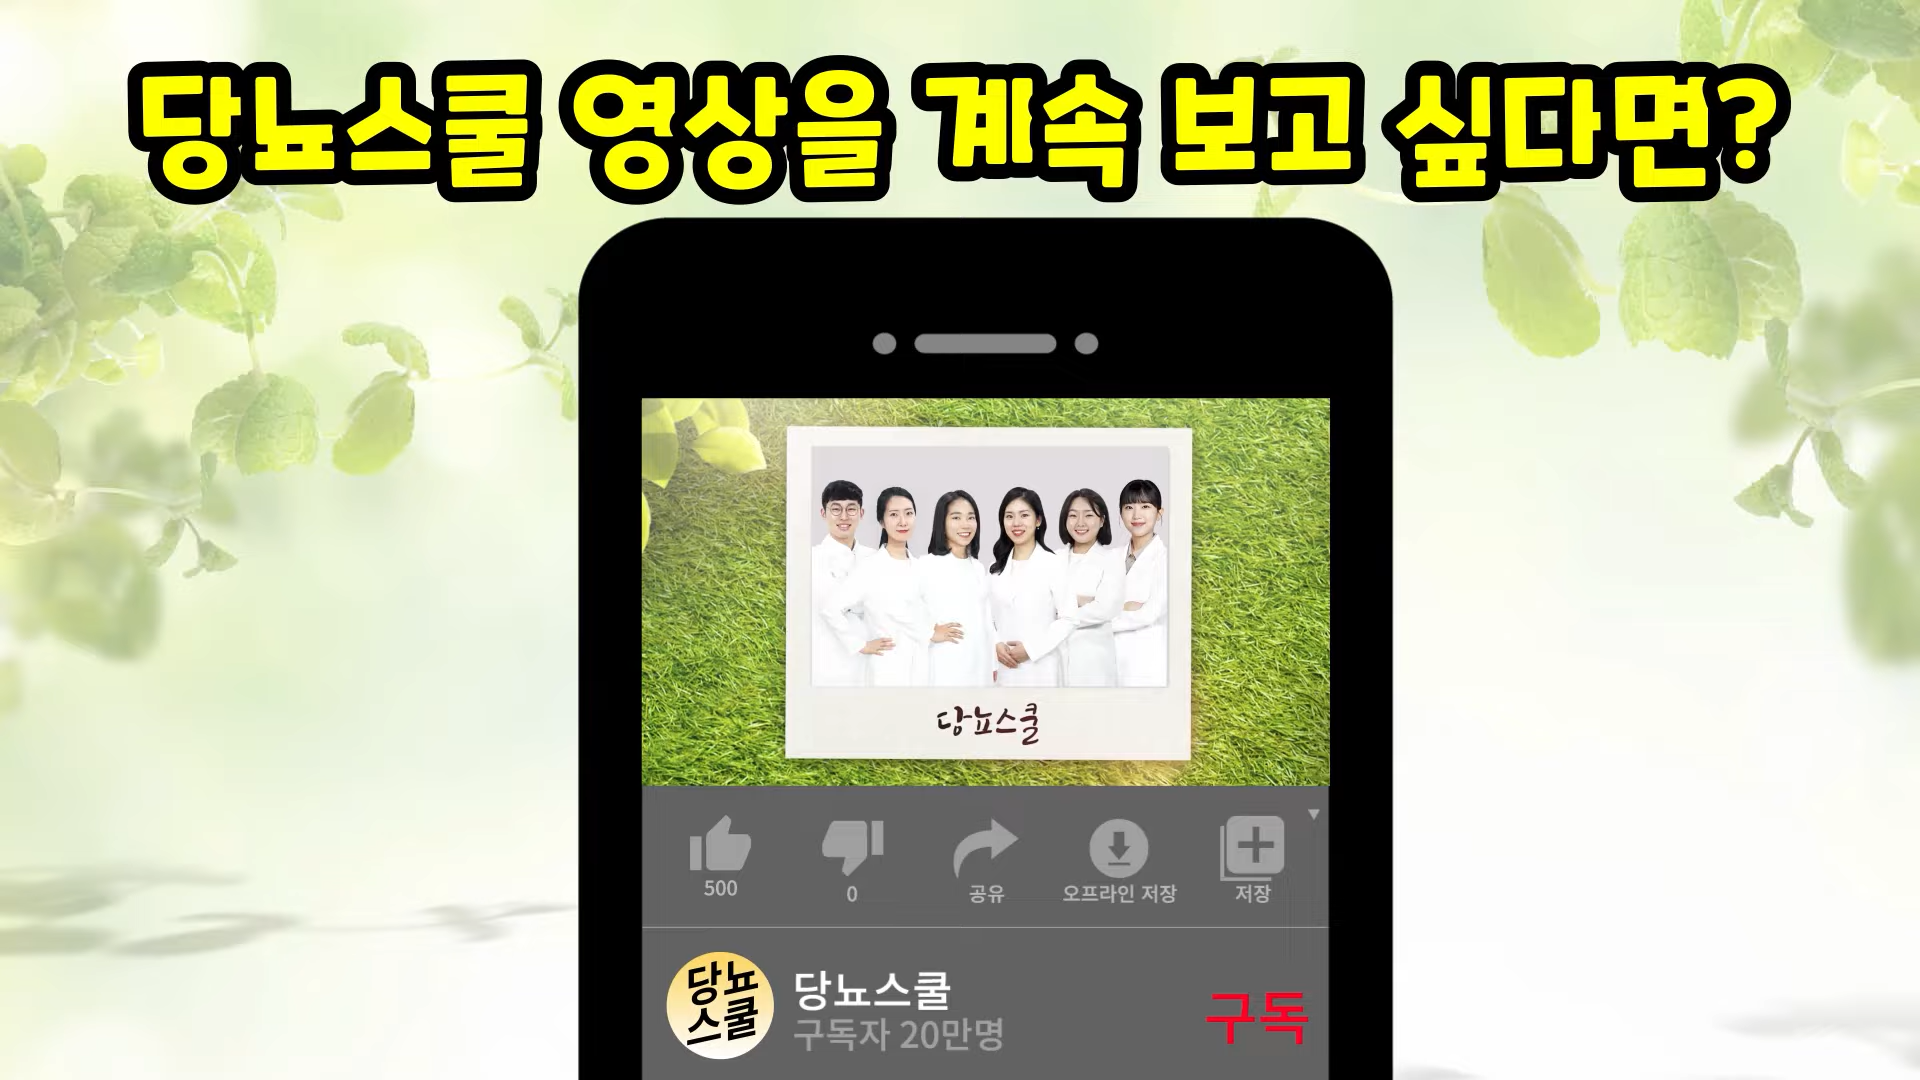 당뇨스쿨 영상을 계속 보고 싶다면?
당뇨스쿨
500
0
공유
오프라인 저장
저장
당뇨
스쿨
당뇨스쿨
구독자 20만명
구독